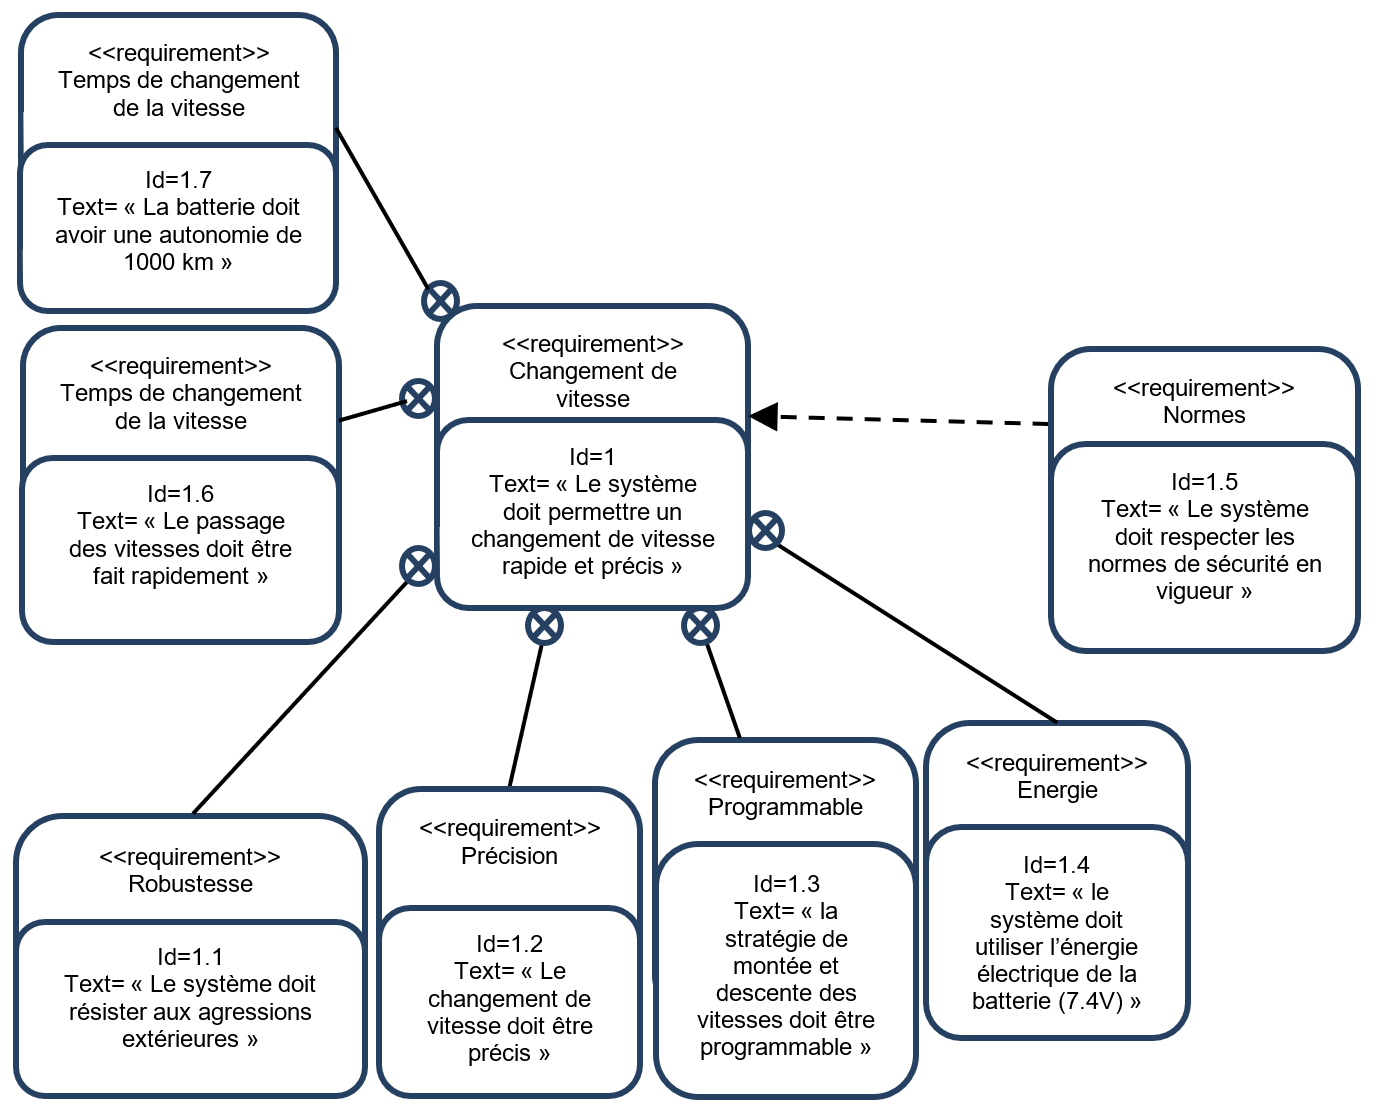 <<requirement>>
Temps de changement
de la vitesse
Id=1.7
Text= « La batterie doit
avoir une autonomie de
1000 km »
<<requirement>>
Temps de changement
de la vitesse
Id=1.6
Text= « Le passage
des vitesses doit être
fait rapidement »
<<requirement>>
Changement de
vitesse
Id=1
Text= « Le système
doit permettre un
changement de vitesse
rapide et précis »
<<requirement>>
Normes
Id=1.5
Text= « Le système
doit respecter les
normes de sécurité en
vigueur »
<<requirement>>
Robustesse
Id=1.1
Text= « Le système doit
résister aux agressions
extérieures »
<<requirement>>
Précision
Id=1.2
Text= « Le
changement de
vitesse doit être
précis »
<<requirement>>
Programmable
Id=1.3
Text= « la
stratégie de
montée et
descente des
vitesses doit être
programmable »
<<requirement>>
Energie
Id=1.4
Text= « le
système doit
utiliser l’énergie
électrique de la
batterie (7.4V) »